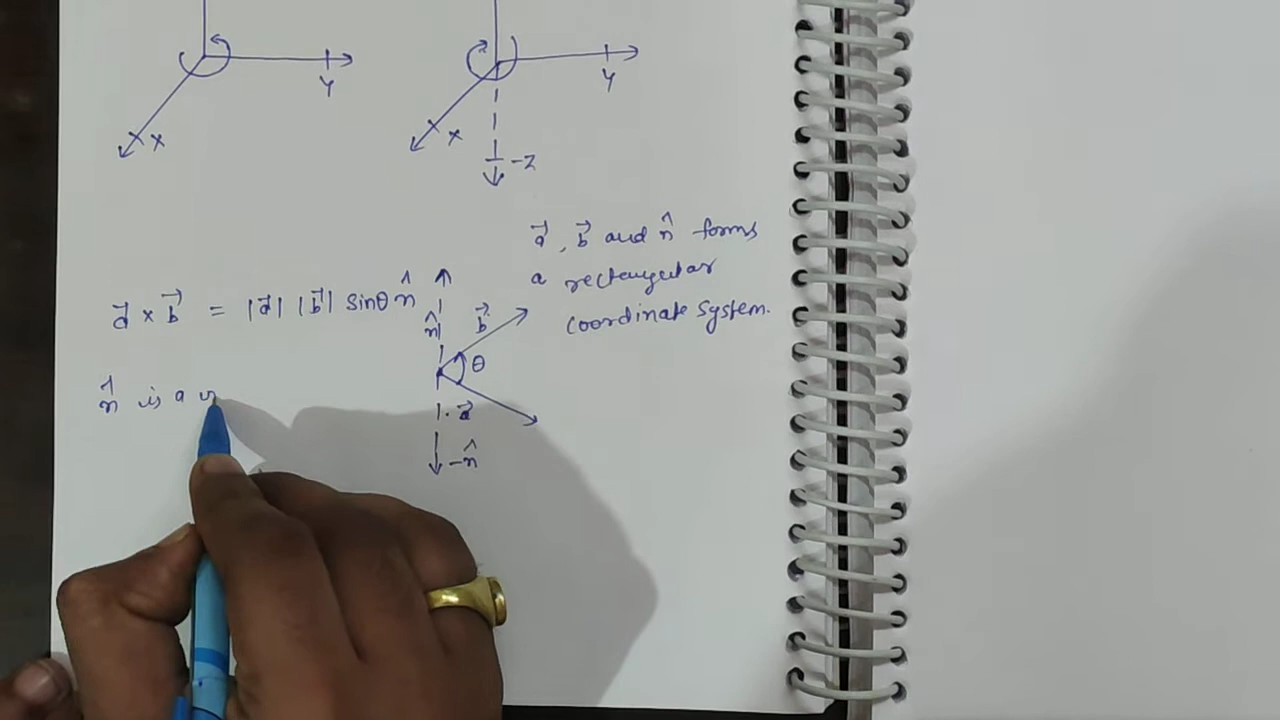 Y
X
Y
X
-Z
a⃗, b⃗ and n̂ forms
a rectangular
coordinate system.
a⃗ × b⃗ = |a⃗| |b⃗| sinθ n̂
n̂
b⃗
θ
a⃗
-n̂
n̂ is a u